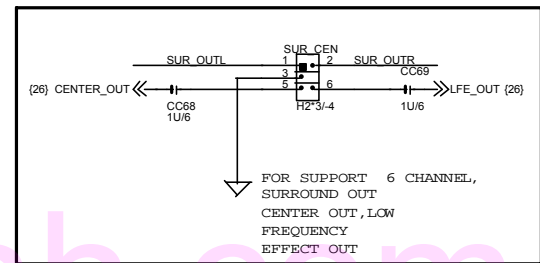 SUR_CEN
SUR_OUTL 1 2 SUR_OUTR
3 CC69
{26} CENTER_OUT 5 6 LFE_OUT {26}
CC68 H2*3/-4 1U/6
1U/6
FOR SUPPORT 6 CHANNEL,
SURROUND OUT
CENTER OUT,LOW
FREQUENCY
EFFECT OUT